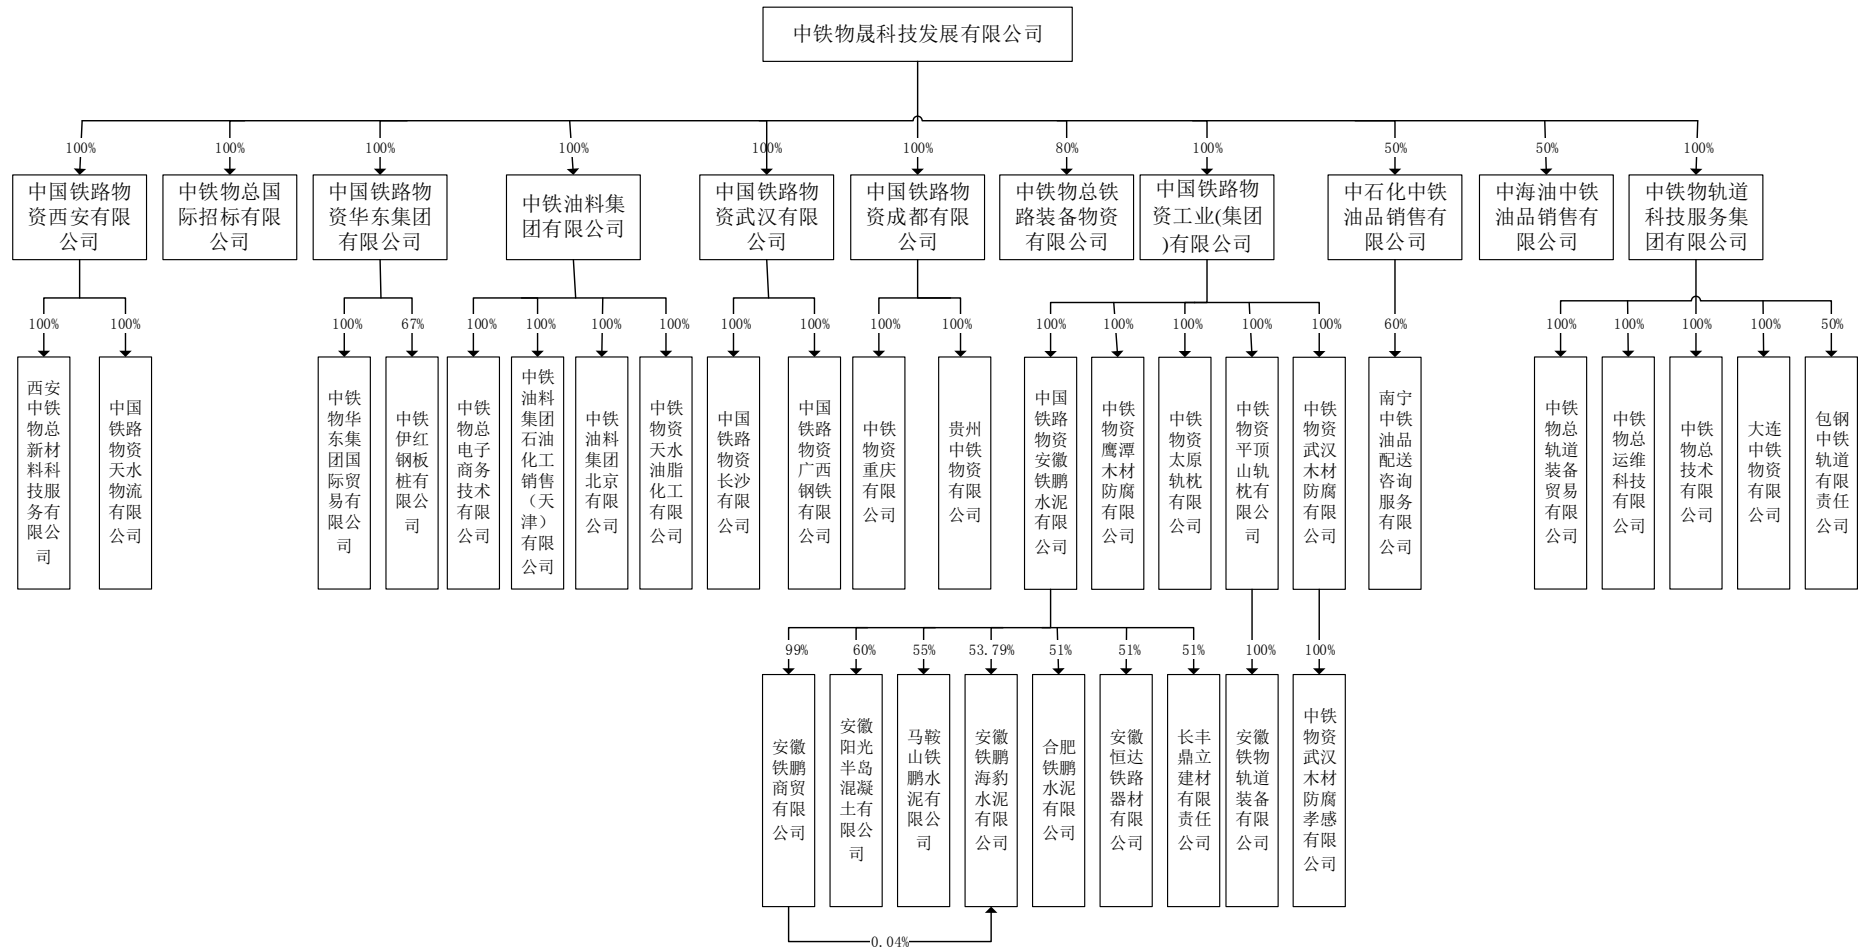 中铁物晟科技发展有限公司
100%
100%
100%
100%
100%
100%
80%
100%
50%
50%
100%
中国铁路物
资西安有限
公司
中铁物总国
际招标有限
公司
中国铁路物
资华东集团
有限公司
中铁油料集
团有限公司
中国铁路物
资武汉有限
公司
中国铁路物
资成都有限
公司
中铁物总铁
路装备物资
有限公司
中国铁路物
资工业(集团
)有限公司
中石化中铁
油品销售有
限公司
中海油中铁
油品销售有
限公司
中铁物轨道
科技服务集
团有限公司
100%
100%
100%
67%
100%
100%
100%
100%
100%
100%
100%
100%
100%
100%
100%
100%
100%
60%
100%
100%
100%
100%
50%
西安
中铁
物总
新材
料科
技服
务有
限公
司
中国
铁路
物资
天水
物流
有限
公司
中铁
物华
东集
团国
际贸
易有
限公
司
中铁
伊红
钢板
桩有
限公
司
中铁
物总
电子
商务
技术
有限
公司
中铁
油料
集团
石油
化工
销售
（天
津）
有限
公司
中铁
油料
集团
北京
有限
公司
中铁
物资
天水
油脂
化工
有限
公司
中国
铁路
物资
长沙
有限
公司
中国
铁路
物资
广西
钢铁
有限
公司
中铁
物资
重庆
有限
公司
贵州
中铁
物资
有限
公司
中国
铁路
物资
安徽
铁鹏
水泥
有限
公司
中铁
物资
鹰潭
木材
防腐
有限
公司
中铁
物资
太原
轨枕
有限
公司
中铁
物资
平顶
山轨
枕有
限公
司
中铁
物资
武汉
木材
防腐
有限
公司
南宁
中铁
油品
配送
咨询
服务
有限
公司
中铁
物总
轨道
装备
贸易
有限
公司
中铁
物总
运维
科技
有限
公司
中铁
物总
技术
有限
公司
大连
中铁
物资
有限
公司
包钢
中铁
轨道
有限
责任
公司
99%
60%
55%
53.79%
51%
51%
51%
100%
100%
安徽
铁鹏
商贸
有限
公司
安徽
阳光
半岛
混凝
土有
限公
司
马鞍
山铁
鹏水
泥有
限公
司
安徽
铁鹏
海豹
水泥
有限
公司
合肥
铁鹏
水泥
有限
公司
安徽
恒达
铁路
器材
有限
公司
长丰
鼎立
建材
有限
责任
公司
安徽
铁物
轨道
装备
有限
公司
中铁
物资
武汉
木材
防腐
孝感
有限
公司
0.04%